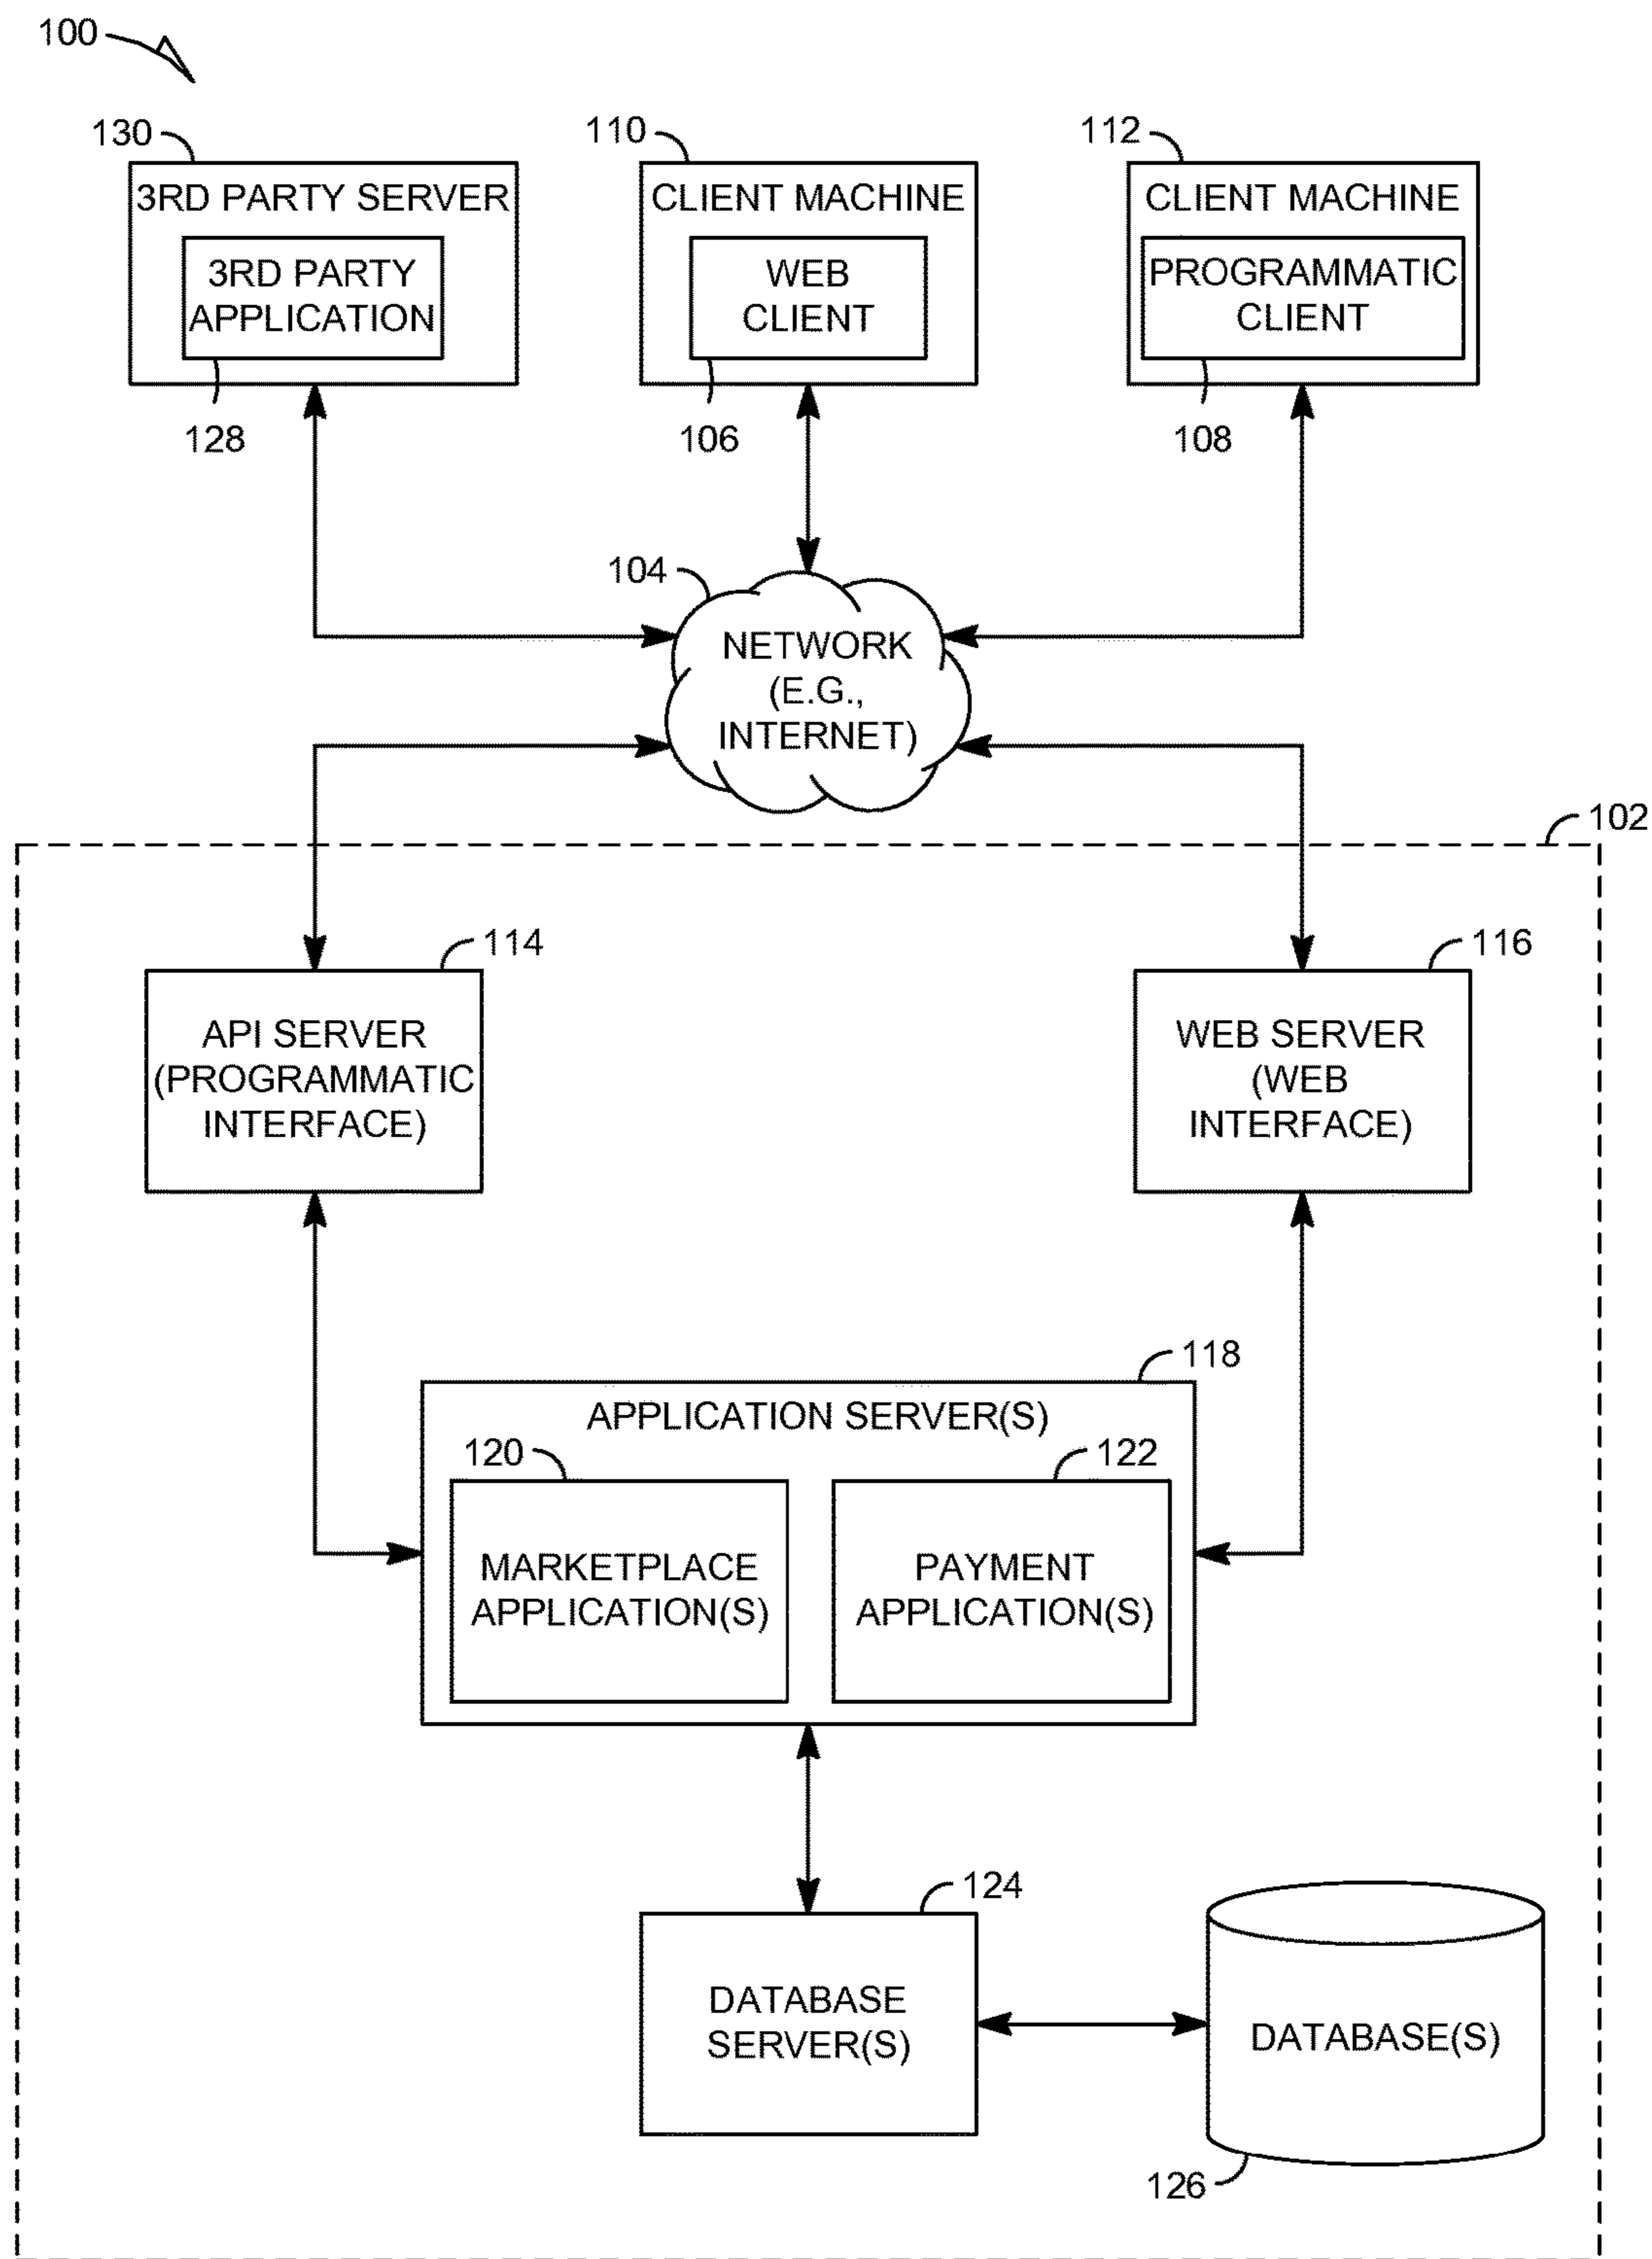 100
130
110
112
3RD PARTY SERVER
CLIENT MACHINE
CLIENT MACHINE
3RD PARTY
APPLICATION
WEB
CLIENT
PROGRAMMATIC
CLIENT
128
106
108
104
NETWORK
(E.G.,
INTERNET)
102
114
116
API SERVER
(PROGRAMMATIC
INTERFACE)
WEB SERVER
(WEB
INTERFACE)
118
APPLICATION SERVER(S)
120
122
MARKETPLACE
APPLICATION(S)
PAYMENT
APPLICATION(S)
124
DATABASE
SERVER(S)
DATABASE(S)
126